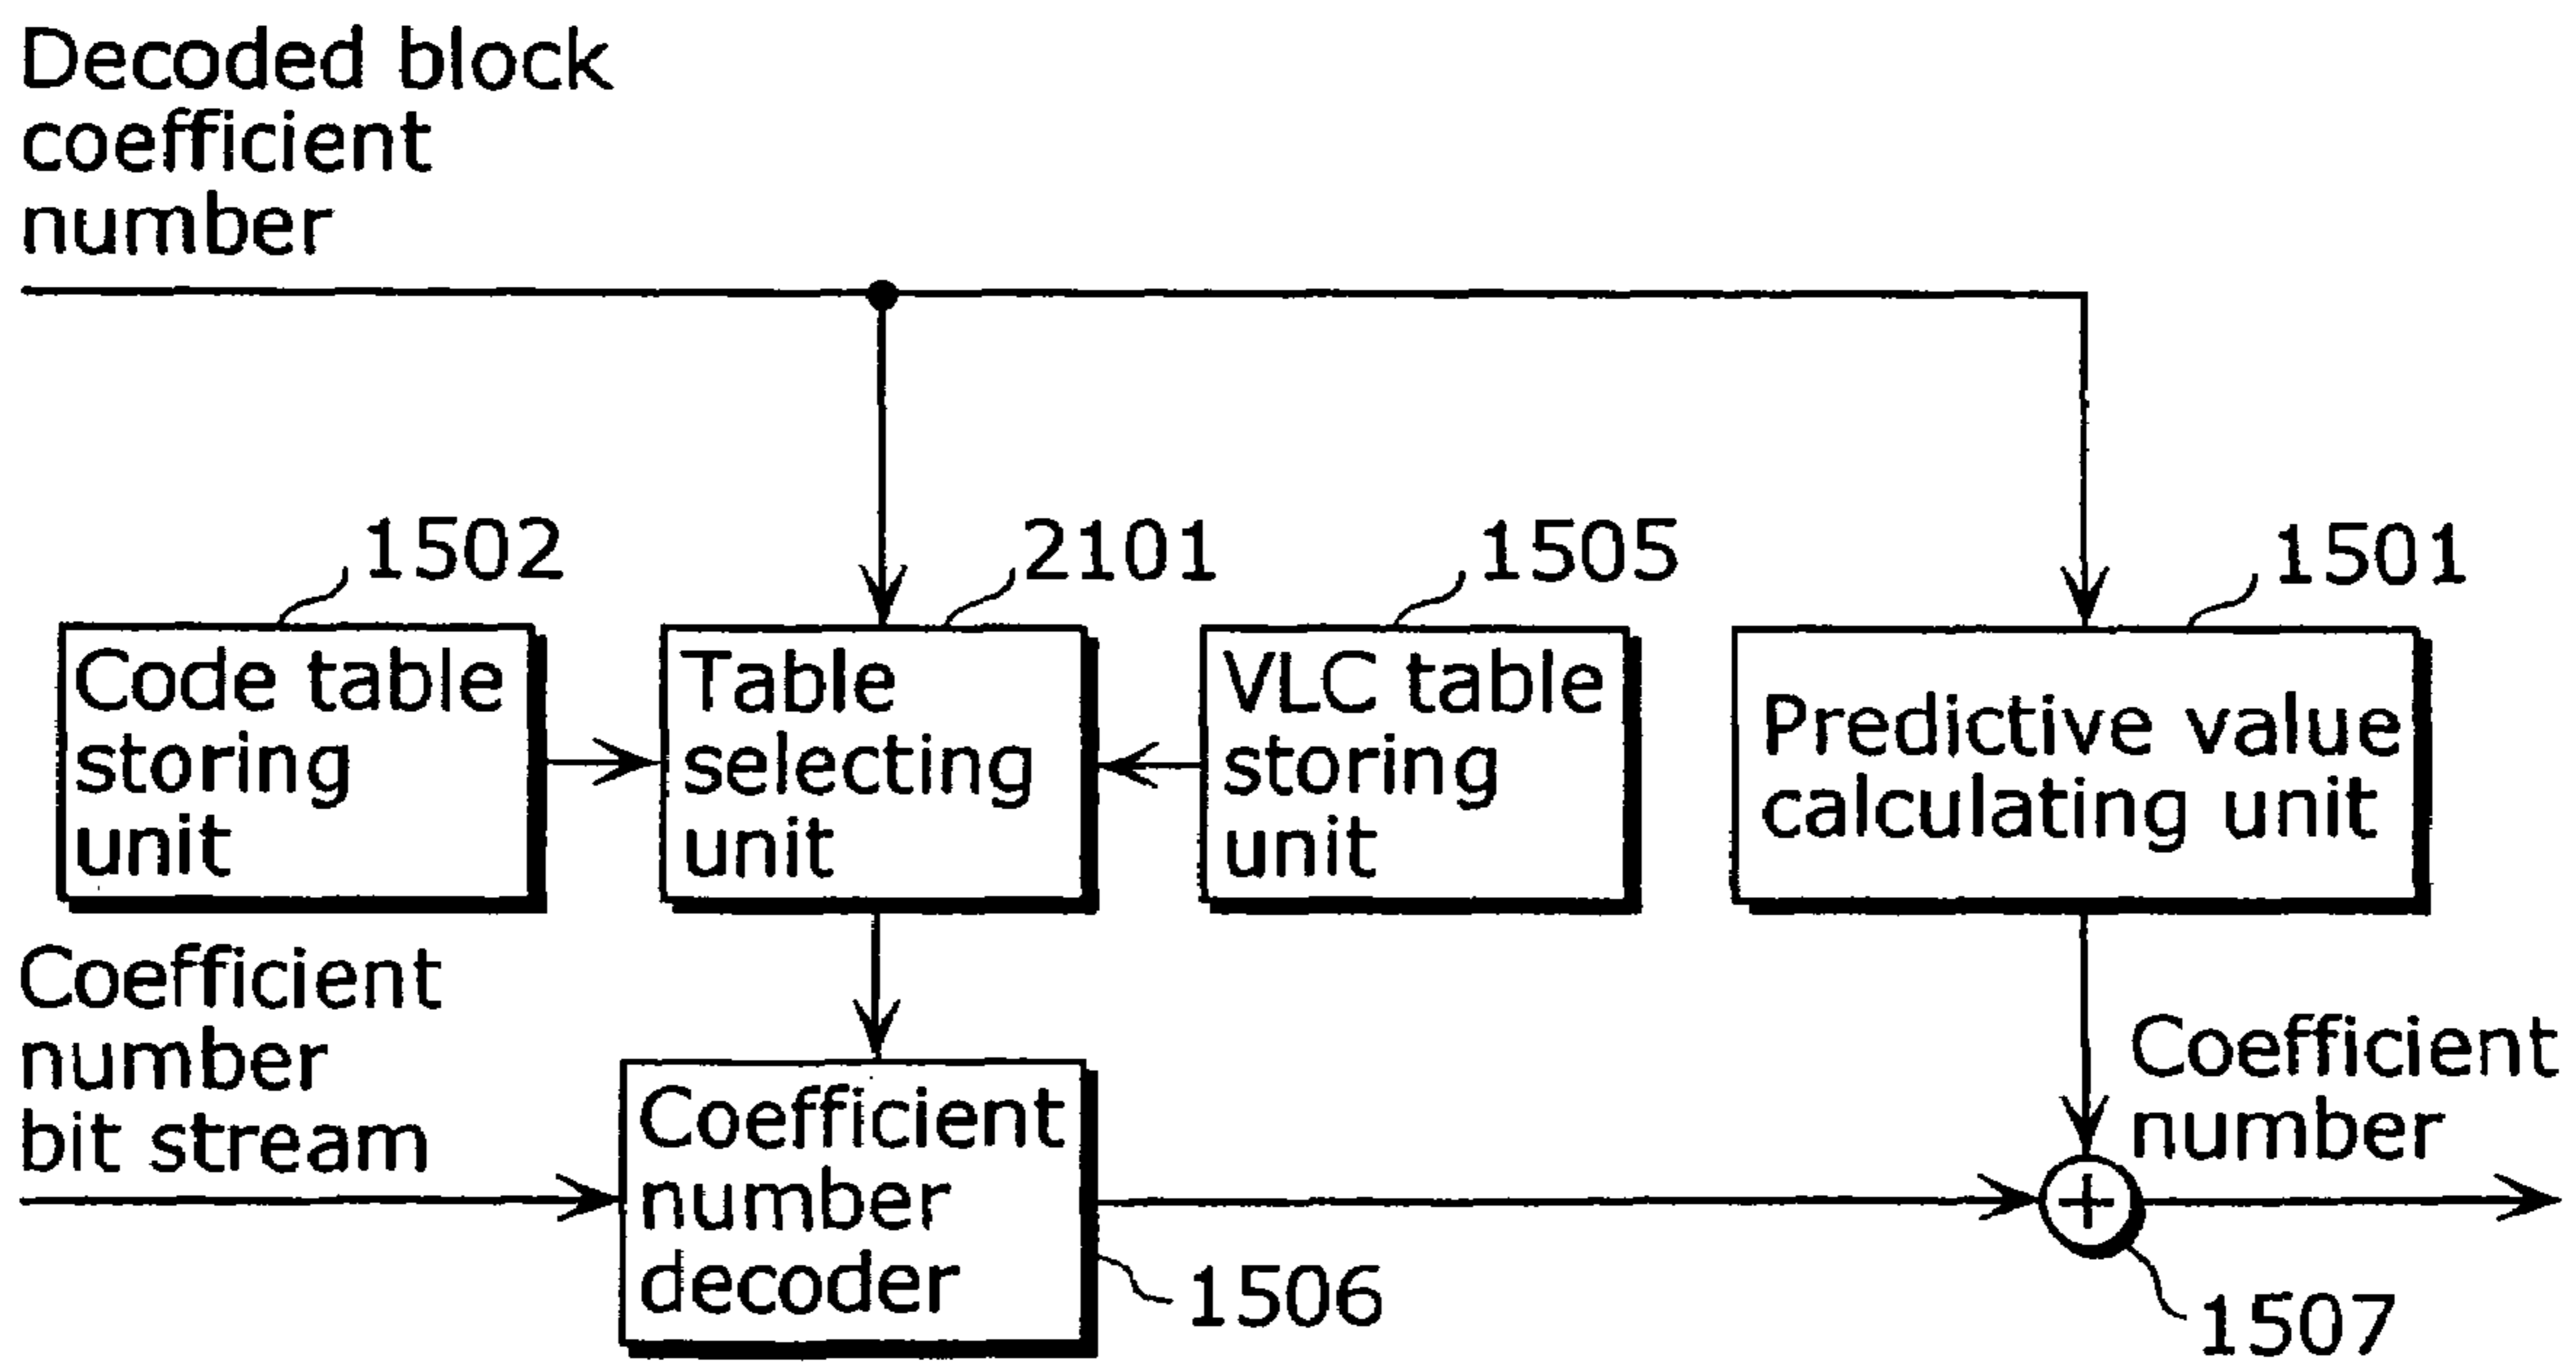 Decoded block
coefficient
number
1502
2101
1505
1501
Code table
storing
unit
Table
selecting
unit
VLC table
storing
unit
Predictive value
calculating unit
Coefficient
number
bit stream
Coefficient
number
decoder
Coefficient
number
1506
1507